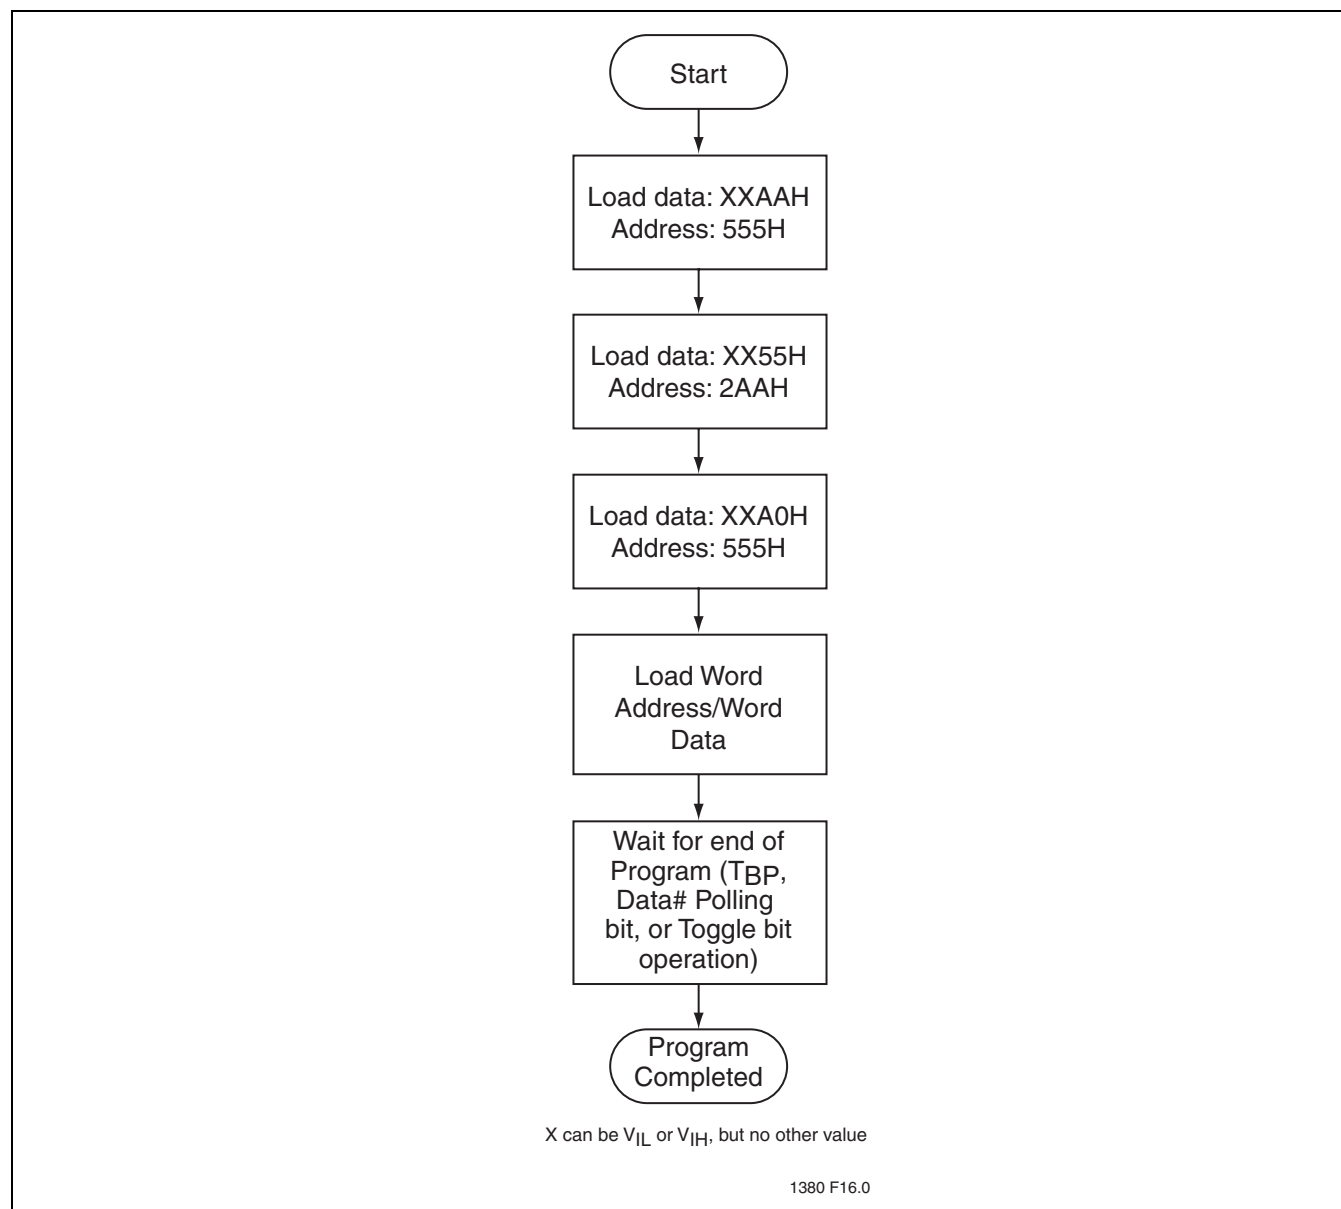 Start
Load data: XXAAH
Address: 555H
Load data: XX55H
Address: 2AAH
Load data: XXA0H
Address: 555H
Load Word
Address/Word
Data
Wait for end of
Program (TBP,
Data# Polling
bit, or Toggle bit
operation)
Program
Completed
X can be VIL or VIH, but no other value
1380 F16.0